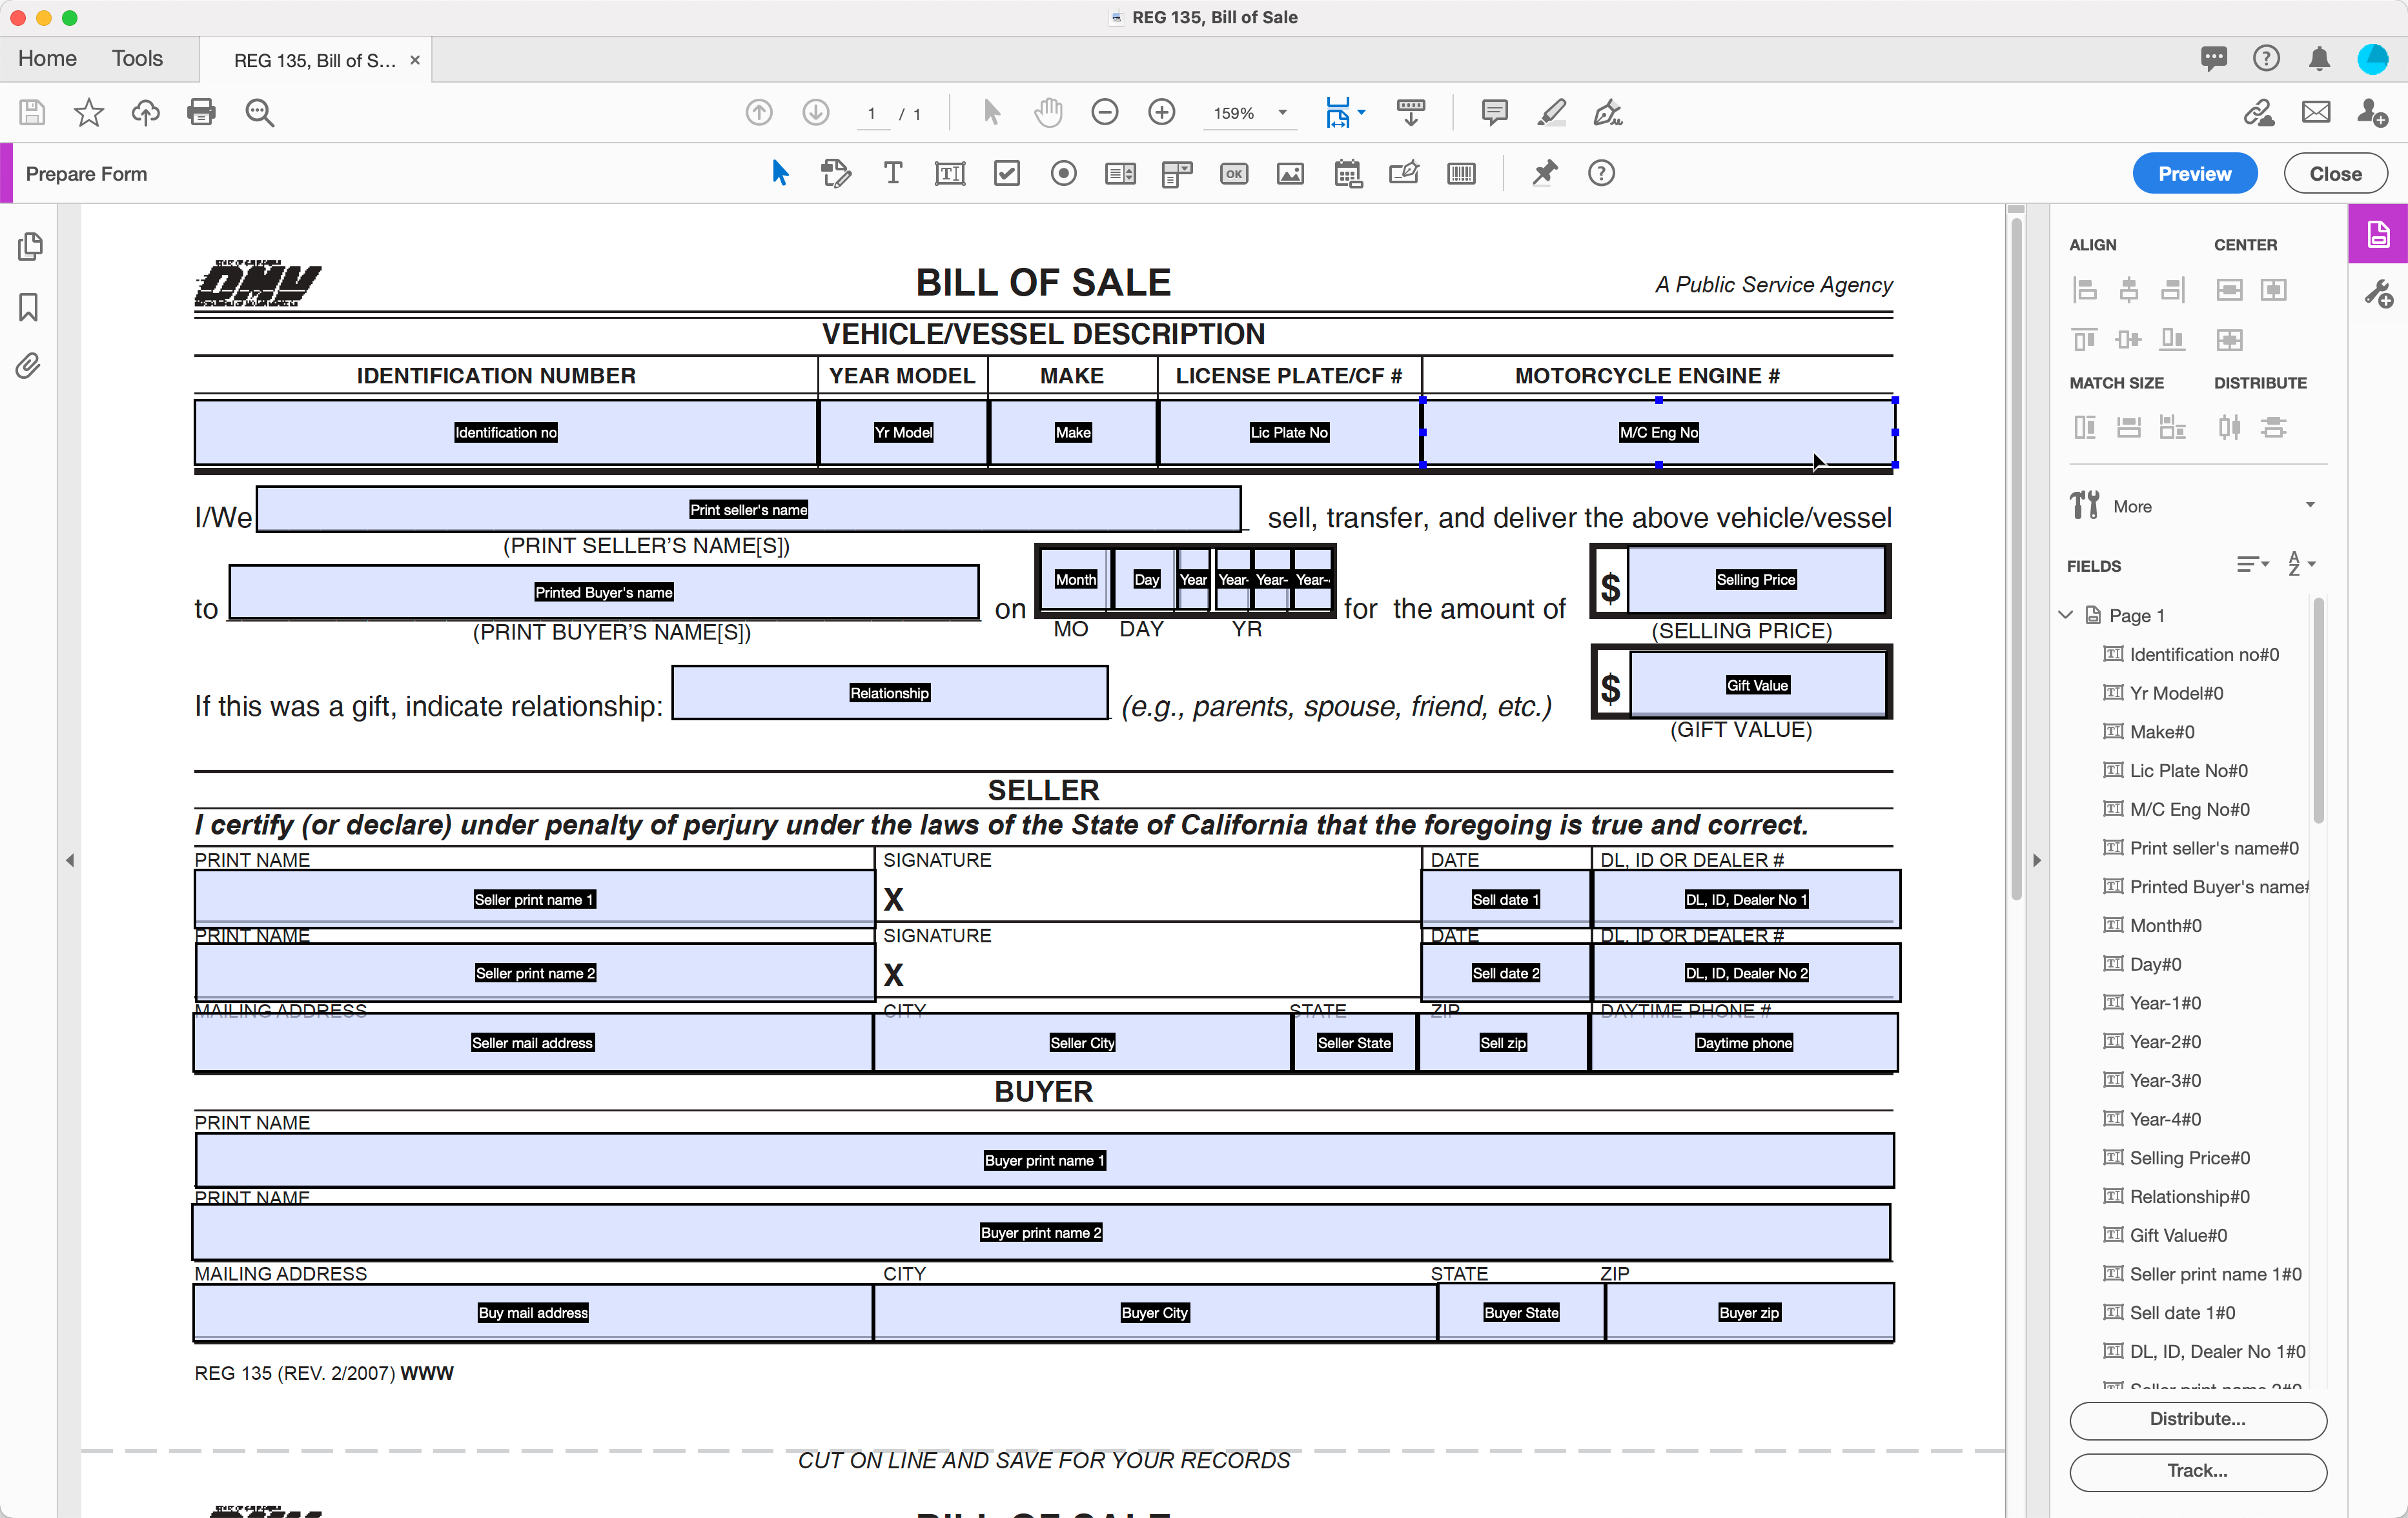 REG 135, Bill of Sale
Home Tools REG 135, Bill of S... ×
1 / 1 159%
Prepare Form OK Preview Close
DMV BILL OF SALE A Public Service Agency
VEHICLE/VESSEL DESCRIPTION
IDENTIFICATION NUMBER YEAR MODEL MAKE LICENSE PLATE/CF # MOTORCYCLE ENGINE #
Identification no Yr Model Make Lic Plate No M/C Eng No
I/We Print seller's name sell, transfer, and deliver the above vehicle/vessel
(PRINT SELLER'S NAME[S])
to Printed Buyer's name on Month Day Year Year- Year- Year- for the amount of $ Selling Price
(PRINT BUYER'S NAME[S]) MO DAY YR (SELLING PRICE)
If this was a gift, indicate relationship: Relationship (e.g., parents, spouse, friend, etc.) $ Gift Value
(GIFT VALUE)
SELLER
I certify (or declare) under penalty of perjury under the laws of the State of California that the foregoing is true and correct.
PRINT NAME SIGNATURE DATE DL, ID OR DEALER #
Seller print name 1 X Sell date 1 DL, ID, Dealer No 1
PRINT NAME SIGNATURE DATE DL, ID OR DEALER #
Seller print name 2 X Sell date 2 DL, ID, Dealer No 2
MAILING ADDRESS CITY STATE ZIP DAYTIME PHONE #
Seller mail address Seller City Seller State Sell zip Daytime phone
BUYER
PRINT NAME
Buyer print name 1
PRINT NAME
Buyer print name 2
MAILING ADDRESS CITY STATE ZIP
Buy mail address Buyer City Buyer State Buyer zip
REG 135 (REV. 2/2007) WWW
CUT ON LINE AND SAVE FOR YOUR RECORDS
BILL OF SALE
ALIGN CENTER
MATCH SIZE DISTRIBUTE
More
FIELDS
Page 1
Identification no#0
Yr Model#0
Make#0
Lic Plate No#0
M/C Eng No#0
Print seller's name#0
Printed Buyer's name#
Month#0
Day#0
Year-1#0
Year-2#0
Year-3#0
Year-4#0
Selling Price#0
Relationship#0
Gift Value#0
Seller print name 1#0
Sell date 1#0
DL, ID, Dealer No 1#0
Seller print name 2#0
Distribute...
Track...